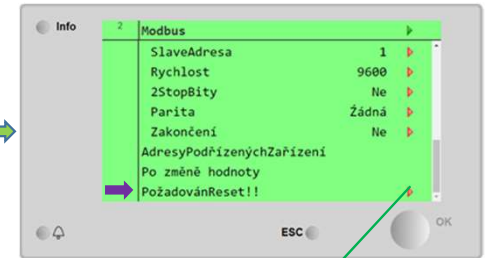 Info
2
Modbus
SlaveAdresa 1
Rychlost 9600
2StopBity Ne
Parita Źádná
Zakončení Ne
AdresyPodřízenýchZařízení
Po změně hodnoty
PožadovánReset!!
ESC
OK